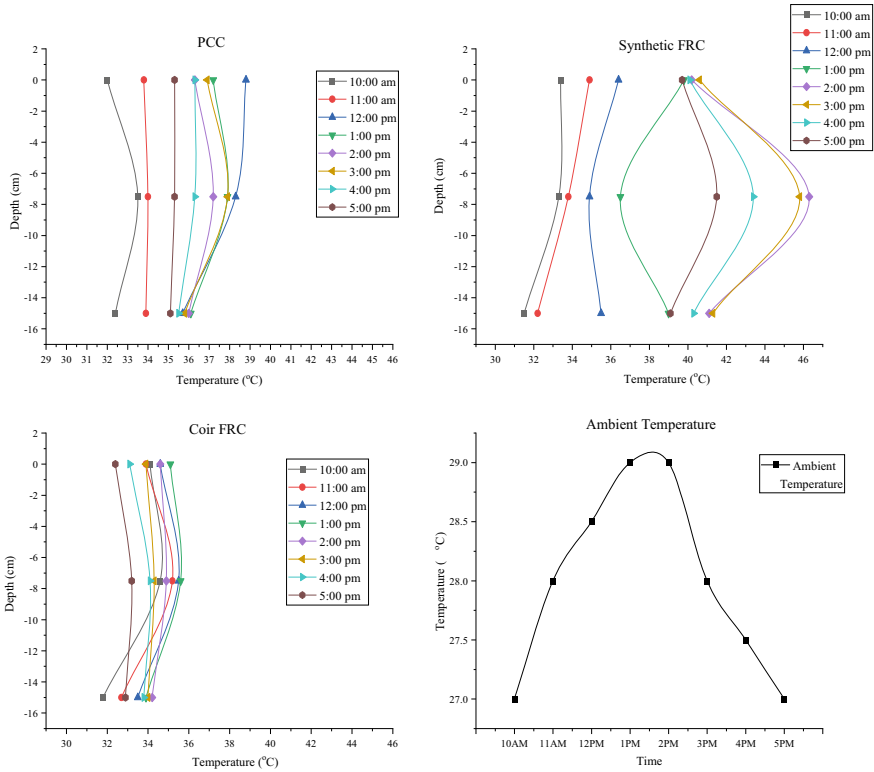 PCC
2
0
-2
-4
-6
-8
-10
-12
-14
-16
Depth (cm)
29 30 31 32 33 34 35 36 37 38 39 40 41 42 43 44 45 46
Temperature (°C)
10:00 am
11:00 am
12:00 pm
1:00 pm
2:00 pm
3:00 pm
4:00 pm
5:00 pm
Synthetic FRC
2
0
-2
-4
-6
-8
-10
-12
-14
-16
Depth (cm)
30 32 34 36 38 40 42 44 46
Temperature (°C)
10:00 am
11:00 am
12:00 pm
1:00 pm
2:00 pm
3:00 pm
4:00 pm
5:00 pm
Coir FRC
2
0
-2
-4
-6
-8
-10
-12
-14
-16
Depth (cm)
30 32 34 36 38 40 42 44 46
Temperature (°C)
10:00 am
11:00 am
12:00 pm
1:00 pm
2:00 pm
3:00 pm
4:00 pm
5:00 pm
Ambient Temperature
29.0
28.5
28.0
27.5
27.0
Temperature ( °C)
10AM 11AM 12PM 1PM 2PM 3PM 4PM 5PM
Time
Ambient
Temperature